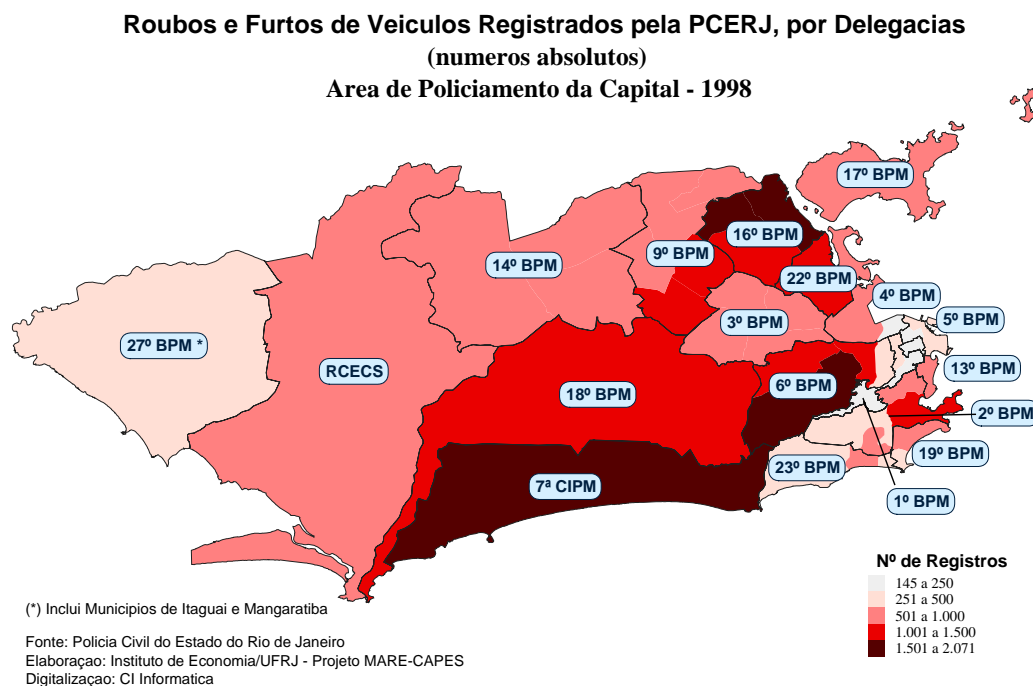 Roubos e Furtos de Veiculos Registrados pela PCERJ, por Delegacias
(numeros absolutos)
Area de Policiamento da Capital - 1998
17º BPM
16º BPM
9º BPM
14º BPM
22º BPM
4º BPM
5º BPM
3º BPM
27º BPM *
RCECS
13º BPM
6º BPM
18º BPM
2º BPM
19º BPM
23º BPM
7ª CIPM
1º BPM
Nº de Registros
145 a 250
251 a 500
501 a 1.000
1.001 a 1.500
1.501 a 2.071
(*) Inclui Municipios de Itaguai e Mangaratiba
Fonte: Policia Civil do Estado do Rio de Janeiro
Elaboraçao: Instituto de Economia/UFRJ - Projeto MARE-CAPES
Digitalizaçao: CI Informatica